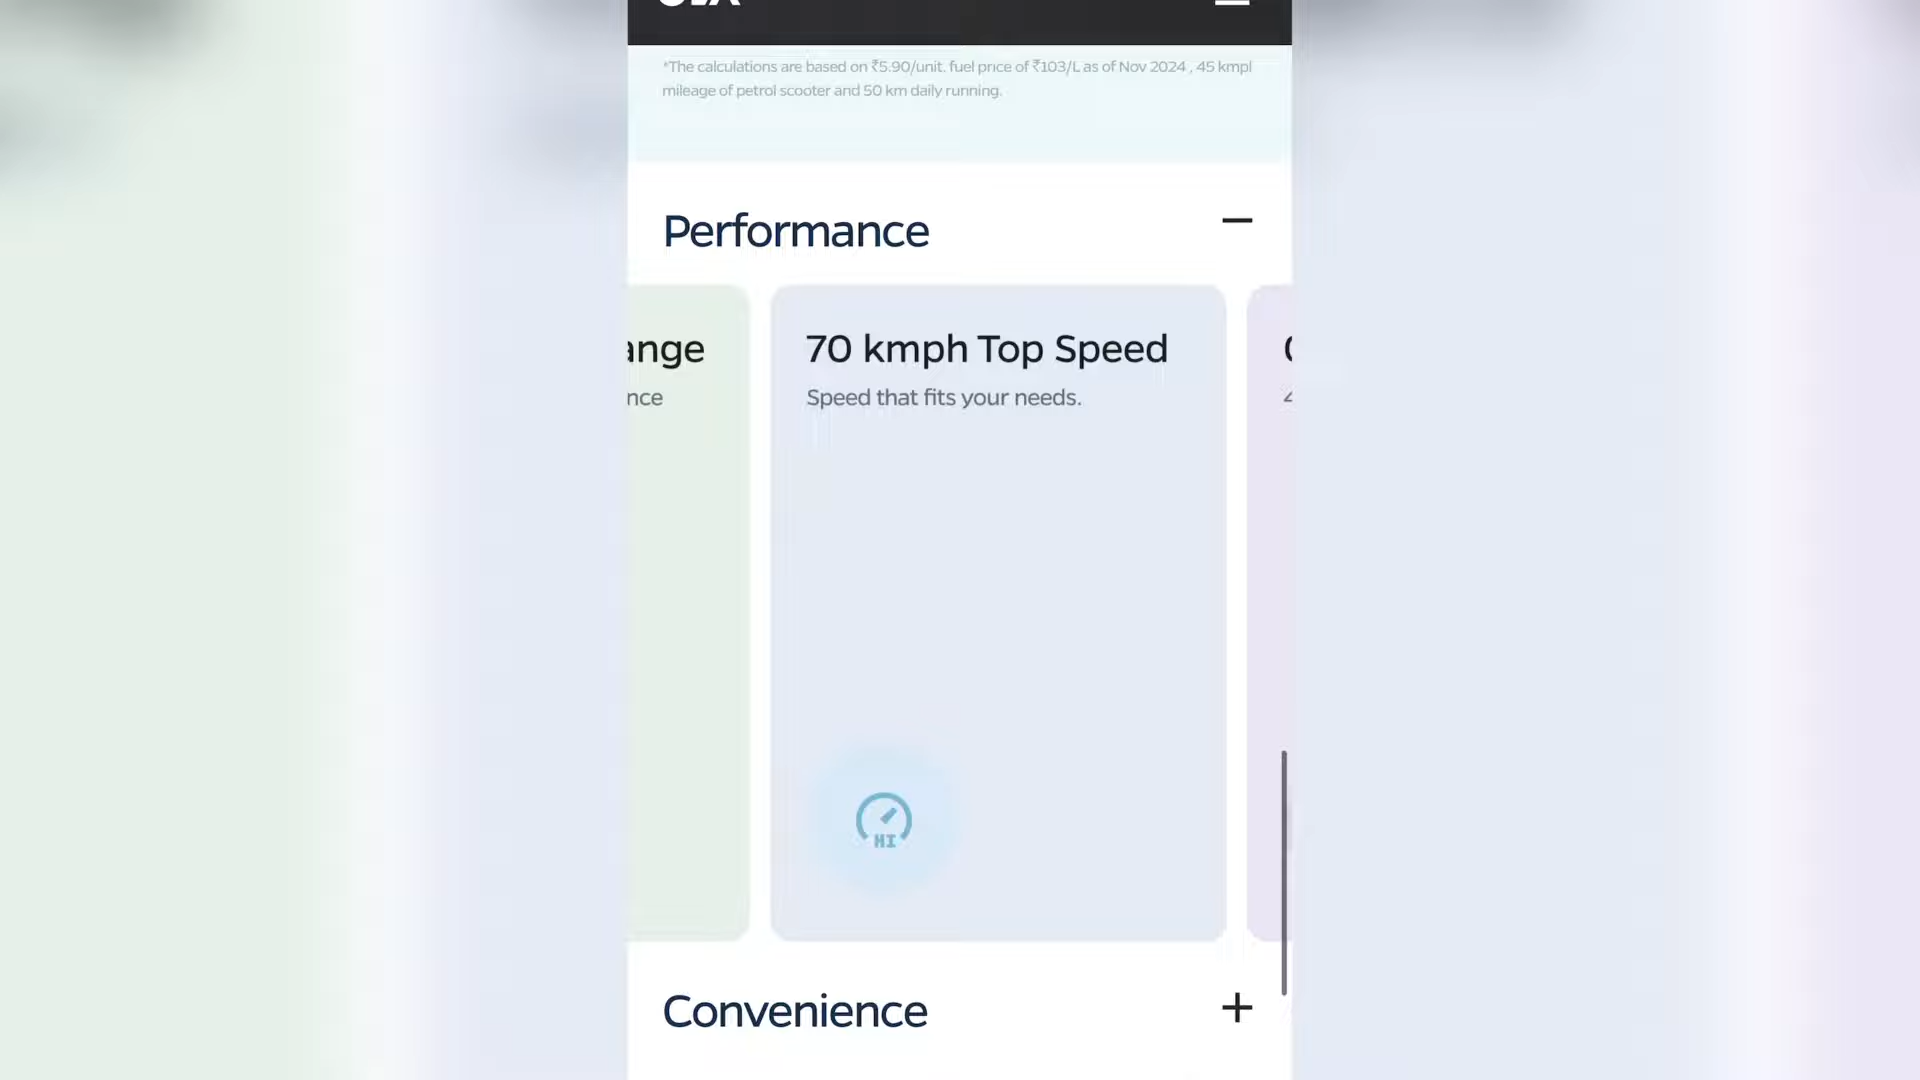 *The calculations are based on ₹5.90/unit. fuel price of ₹103/L as of Nov 2024 , 45 kmpl
mileage of petrol scooter and 50 km daily running.
Performance
ange
nce
70 kmph Top Speed
Speed that fits your needs.
HI
Convenience